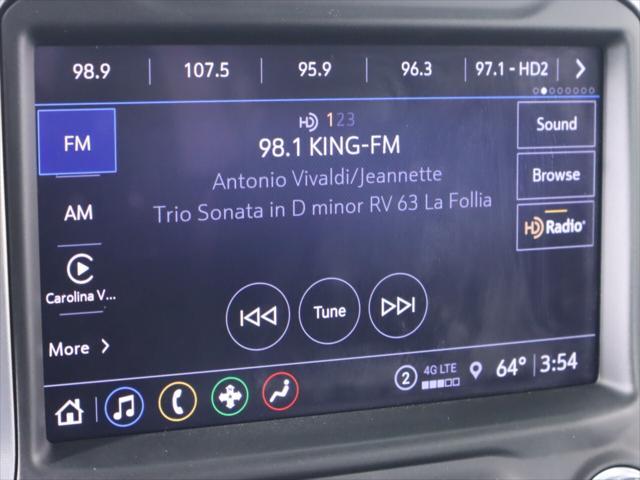 98.9 107.5 95.9 96.3 97.1 - HD2
FM
HD 123
Sound
98.1 KING-FM
Antonio Vivaldi/Jeannette
Browse
AM
Trio Sonata in D minor RV 63 La Follia
HD Radio
Carolina V...
Tune
More
2 4G LTE 64° 3:54